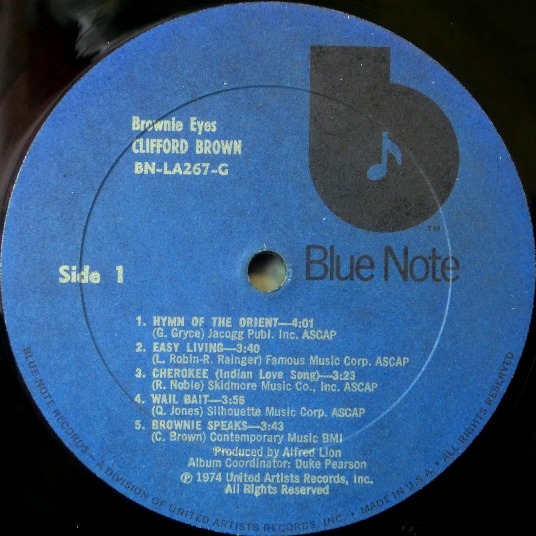 Brownie Eyes
CLIFFORD BROWN
BN-LA267-G
TM
Blue Note
Side 1
1. HYMN OF THE ORIENT—4:01
(G. Gryce) Jacogg Publ. Inc. ASCAP
2. EASY LIVING—3:40
(L. Robin-R. Rainger) Famous Music Corp. ASCAP
3. CHEROKEE (Indian Love Song)—3:23
(R. Noble) Skidmore Music Co., Inc. ASCAP
4. WAIL BAIT—3:56
(Q. Jones) Silhouette Music Corp. ASCAP
5. BROWNIE SPEAKS—3:43
(C. Brown) Contemporary Music BMI
Produced by Alfred Lion
Album Coordinator: Duke Pearson
℗ 1974 United Artists Records, Inc.
All Rights Reserved
BLUE NOTE RECORDS - A DIVISION OF UNITED ARTISTS RECORDS, INC. • MADE IN U.S.A. • ALL RIGHTS RESERVED